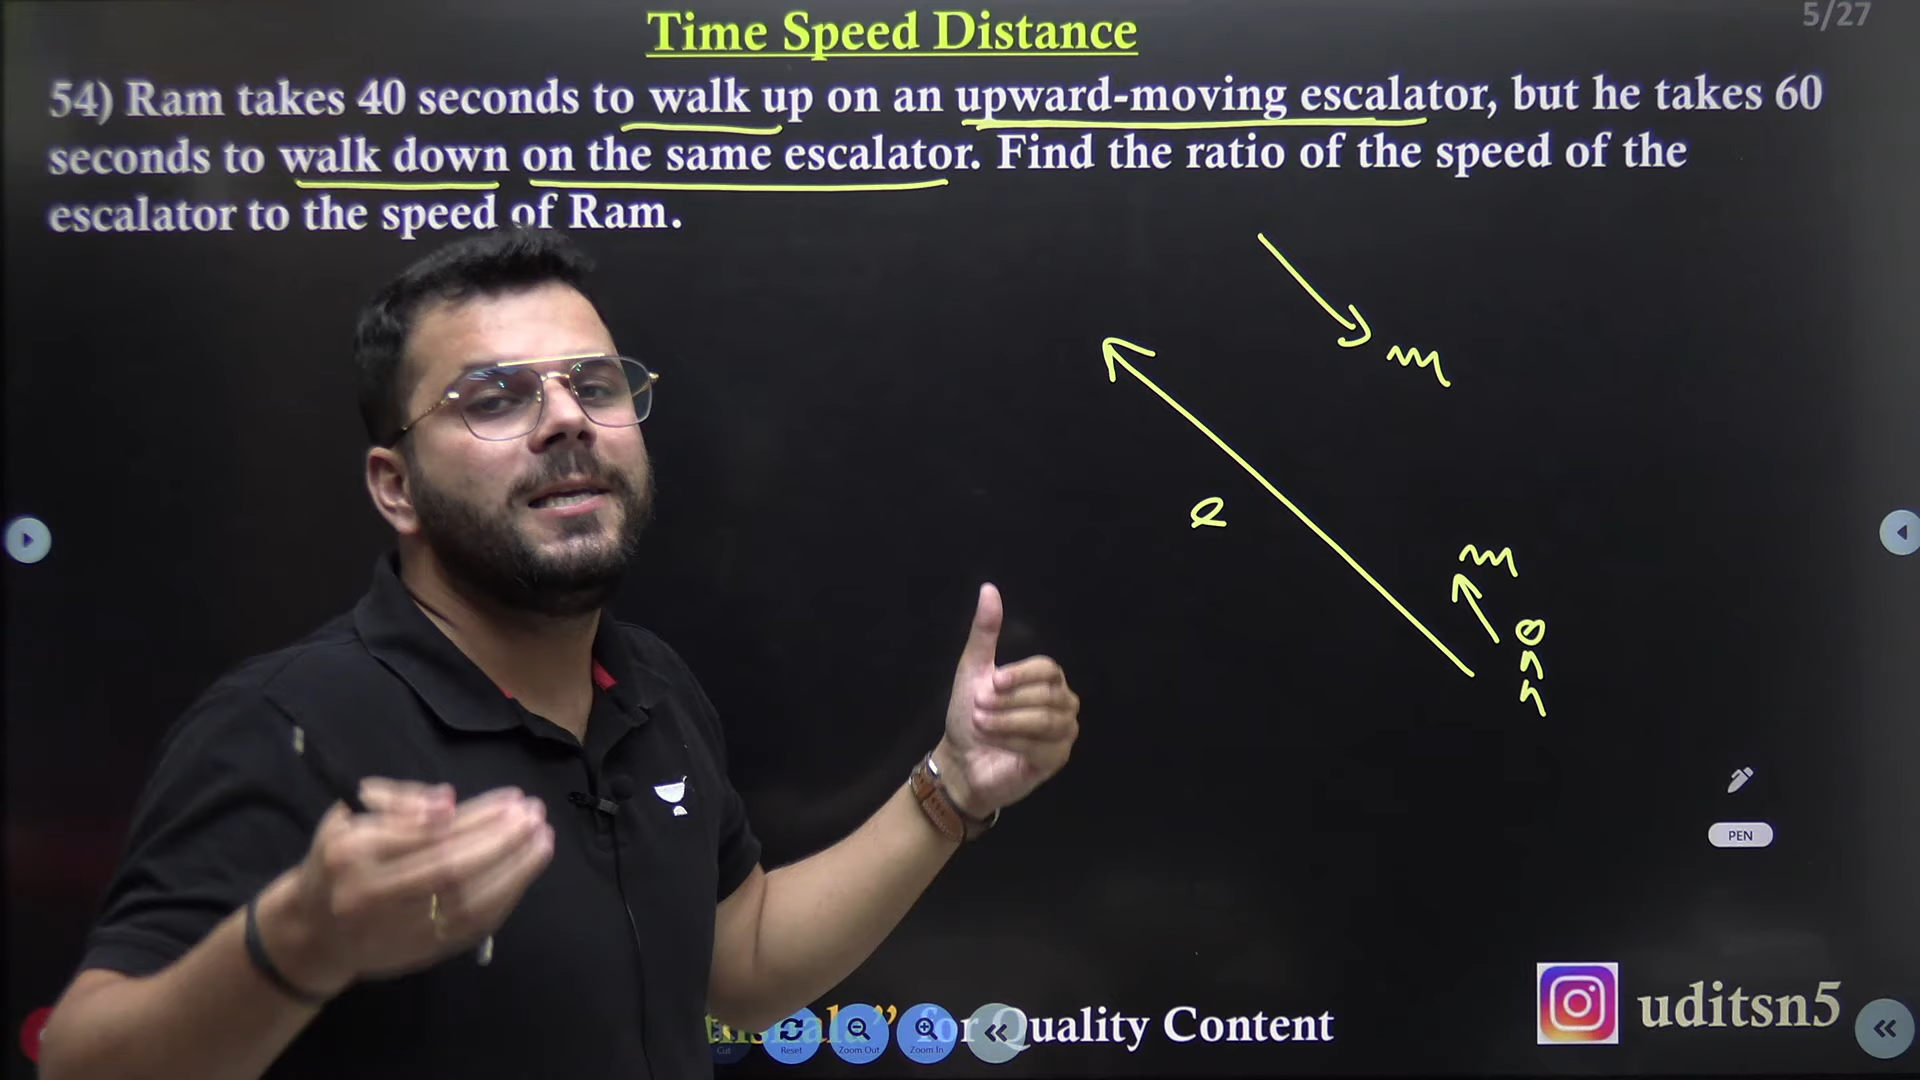 Time Speed Distance
5/27
54) Ram takes 40 seconds to walk up on an upward-moving escalator, but he takes 60
seconds to walk down on the same escalator. Find the ratio of the speed of the
escalator to the speed of Ram.
m
e
m
PEN
for Quality Content
uditsn5
Cut
Reset
Zoom Out
Zoom In